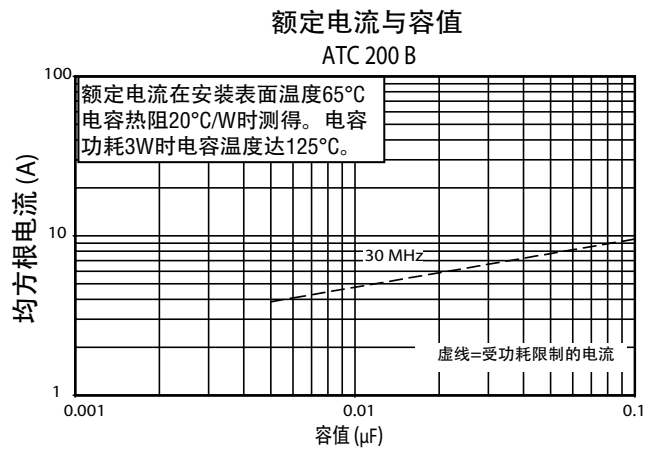 额定电流与容值
ATC 200 B
100
额定电流在安装表面温度65°C
电容热阻20°C/W时测得。电容
功耗3W时电容温度达125°C。
均方根电流 (A)
10
30 MHz
虚线=受功耗限制的电流
1
0.001
0.01
0.1
容值 (µF)